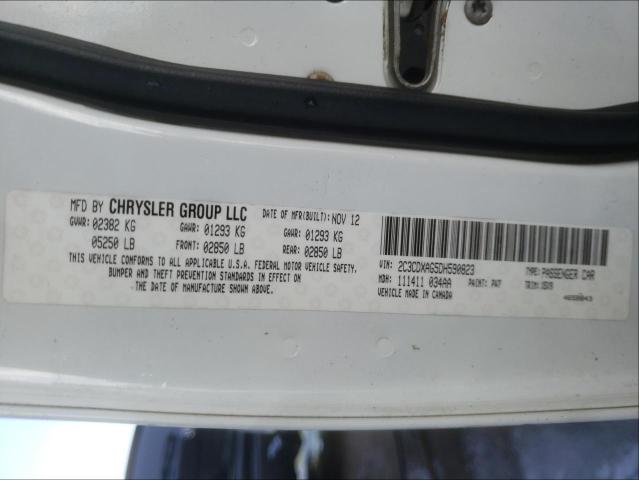 MFD BY CHRYSLER GROUP LLC DATE OF MFR(BUILT): NOV 12
GVWR: 02382 KG GAWR: 01293 KG GAWR: 01293 KG
05250 LB FRONT: 02850 LB REAR: 02850 LB
THIS VEHICLE CONFORMS TO ALL APPLICABLE U.S.A. FEDERAL MOTOR VEHICLE SAFETY,
BUMPER AND THEFT PREVENTION STANDARDS IN EFFECT ON
THE DATE OF MANUFACTURE SHOWN ABOVE.
VIN: 2C3CDXAG5DH590823 TYPE: PASSENGER CAR
MDH: 111411 034AA PAINT: PW7 TRIM:
VEHICLE MADE IN CANADA